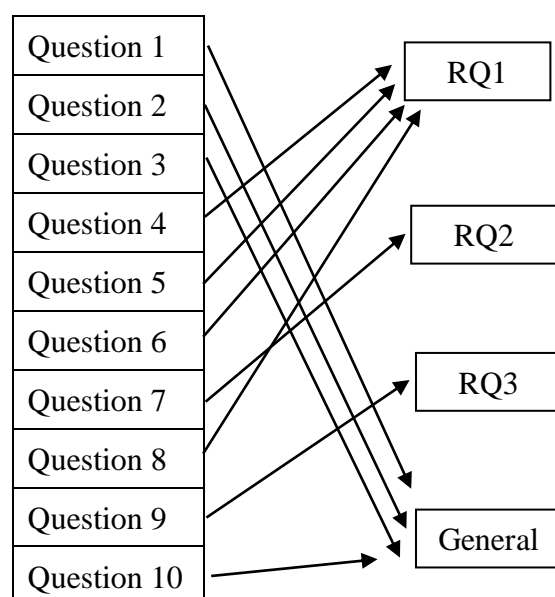 Question 1
Question 2
Question 3
Question 4
Question 5
Question 6
Question 7
Question 8
Question 9
Question 10
RQ1
RQ2
RQ3
General